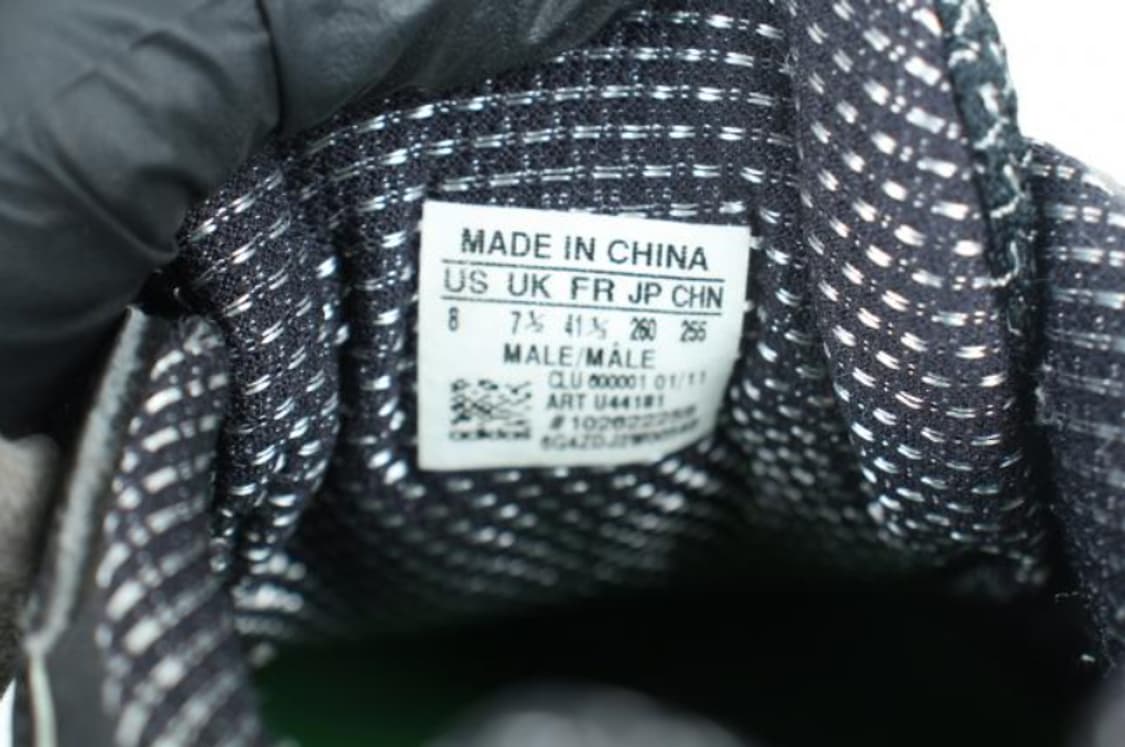 MADE IN CHINA
US UK FR JP CHN
8 7½ 41⅓ 260 255
MALE/MÂLE
CLU 600001 01/11
ART U44181
adidas